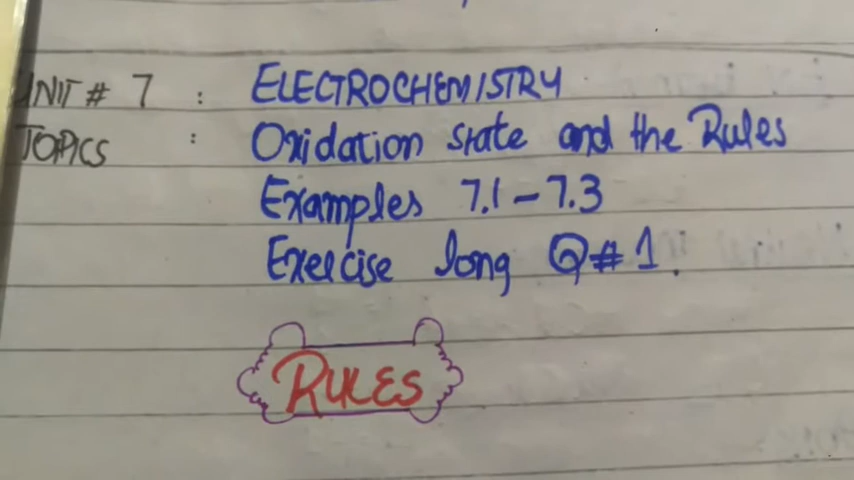 UNIT # 7 : ELECTROCHEMISTRY
TOPICS : Oxidation state and the Rules
Examples 7.1 - 7.3
Exercise long Q # 1.
RULES